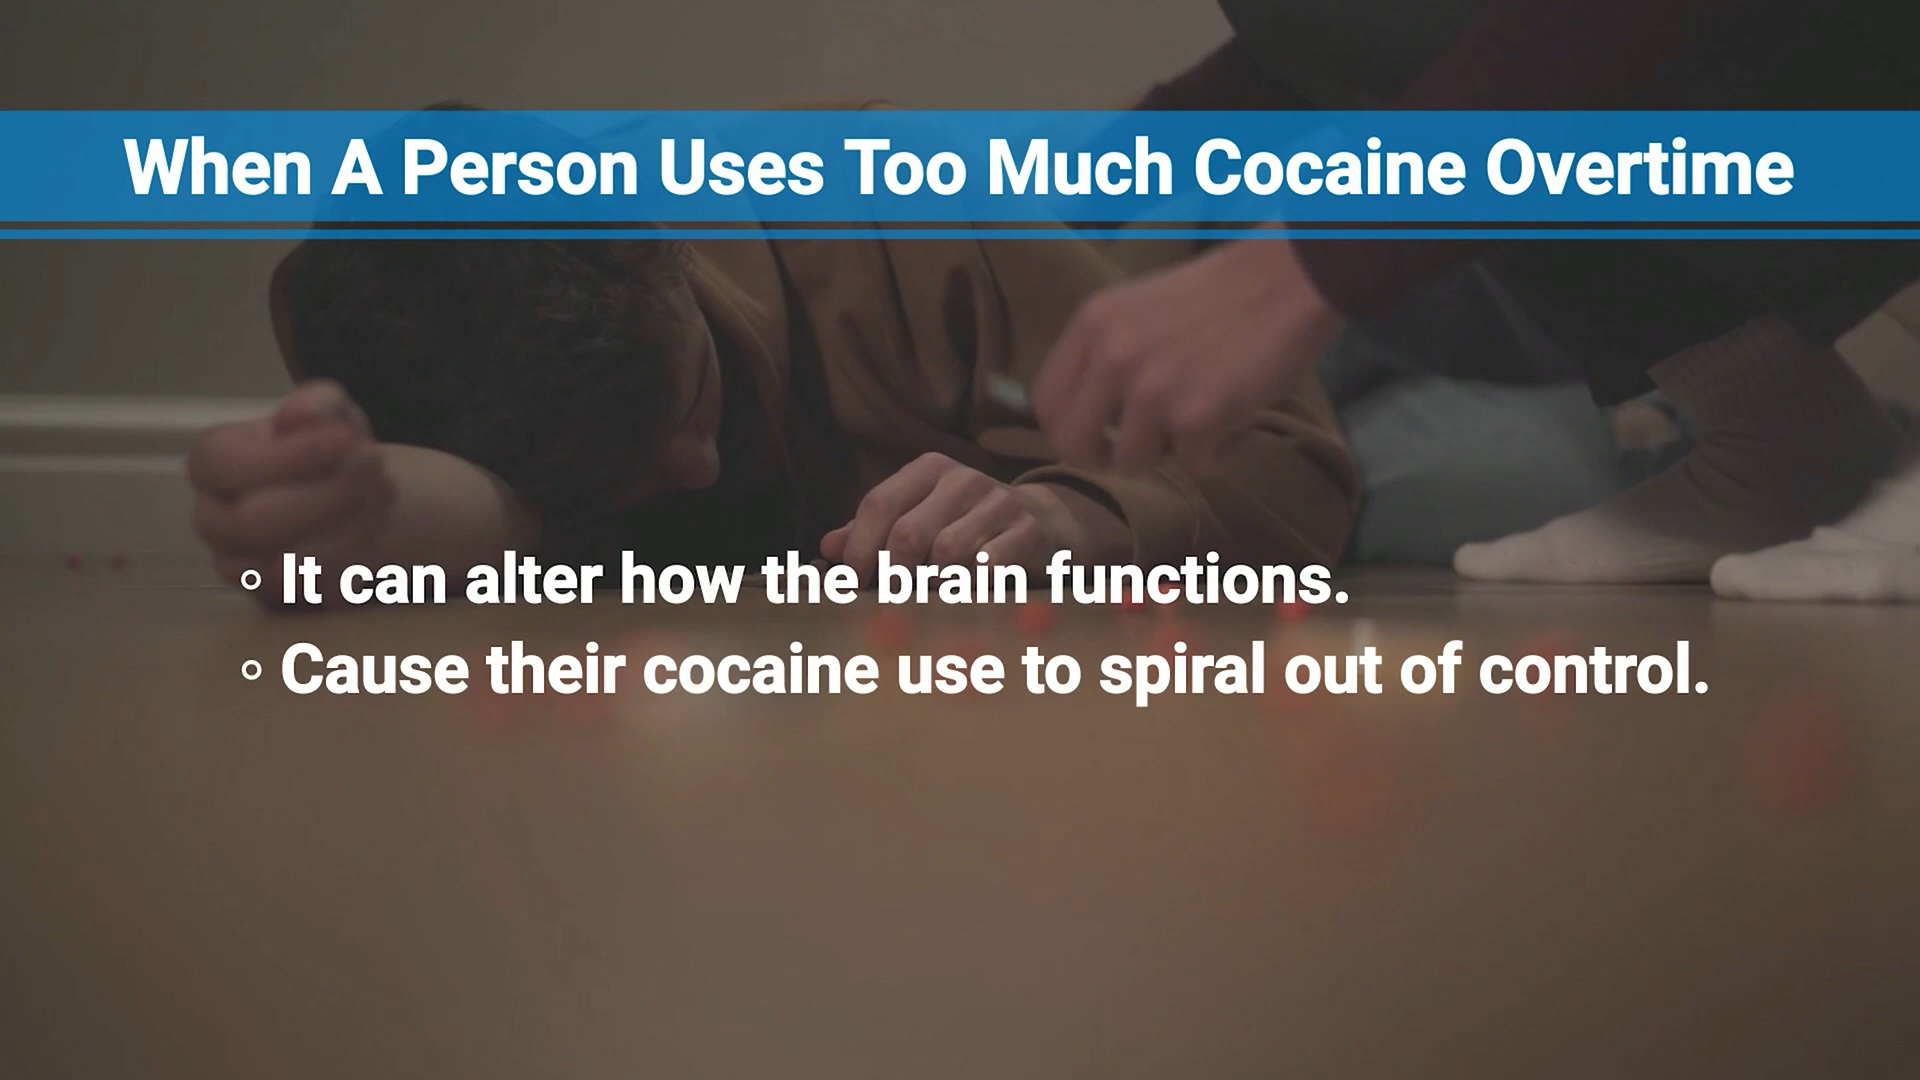 When A Person Uses Too Much Cocaine Overtime
◦ It can alter how the brain functions.
◦ Cause their cocaine use to spiral out of control.